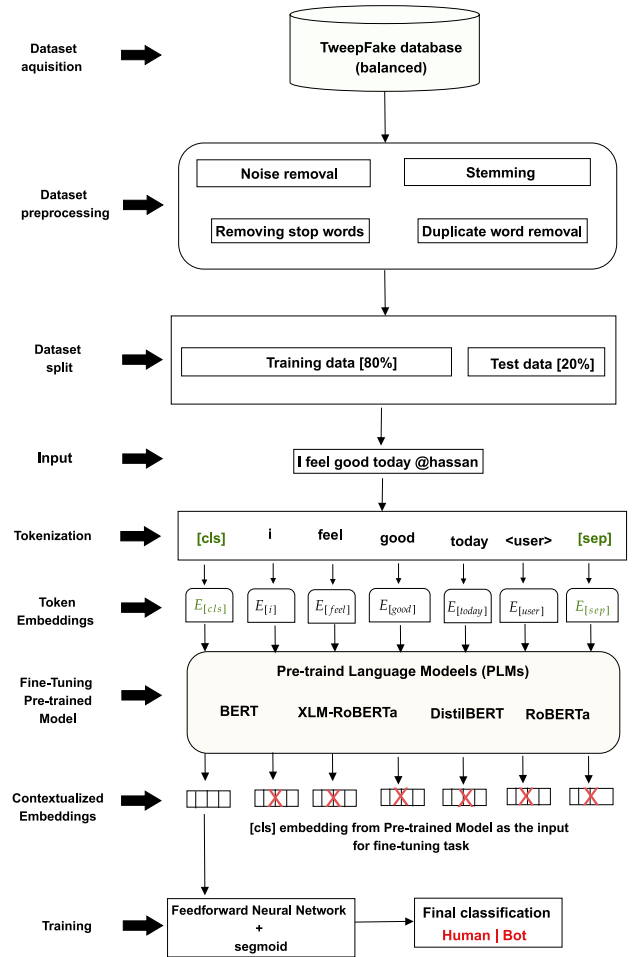 Dataset
aquisition
TweepFake database
(balanced)
Dataset
preprocessing
Noise removal
Stemming
Removing stop words
Duplicate word removal
Dataset
split
Training data [80%]
Test data [20%]
Input
I feel good today @hassan
Tokenization
[cls] i feel good today <user> [sep]
Token
Embeddings
E[cls] E[i] E[feel] E[good] E[today] E[user] E[sep]
Fine-Tuning
Pre-trained
Model
Pre-traind Language Modeels (PLMs)
BERT XLM-RoBERTa DistilBERT RoBERTa
Contextualized
Embeddings
[cls] embedding from Pre-trained Model as the input
for fine-tuning task
Training
Feedforward Neural Network
+
segmoid
Final classification
Human | Bot